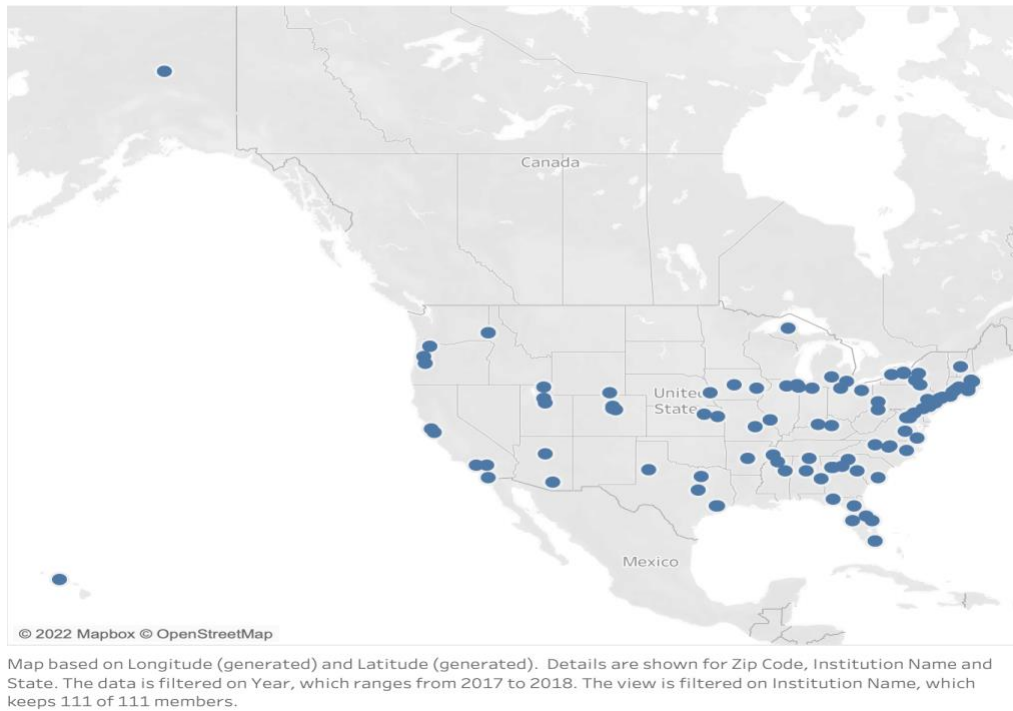 Canada
United
State
Mexico
© 2022 Mapbox © OpenStreetMap
Map based on Longitude (generated) and Latitude (generated). Details are shown for Zip Code, Institution Name and
State. The data is filtered on Year, which ranges from 2017 to 2018. The view is filtered on Institution Name, which
keeps 111 of 111 members.